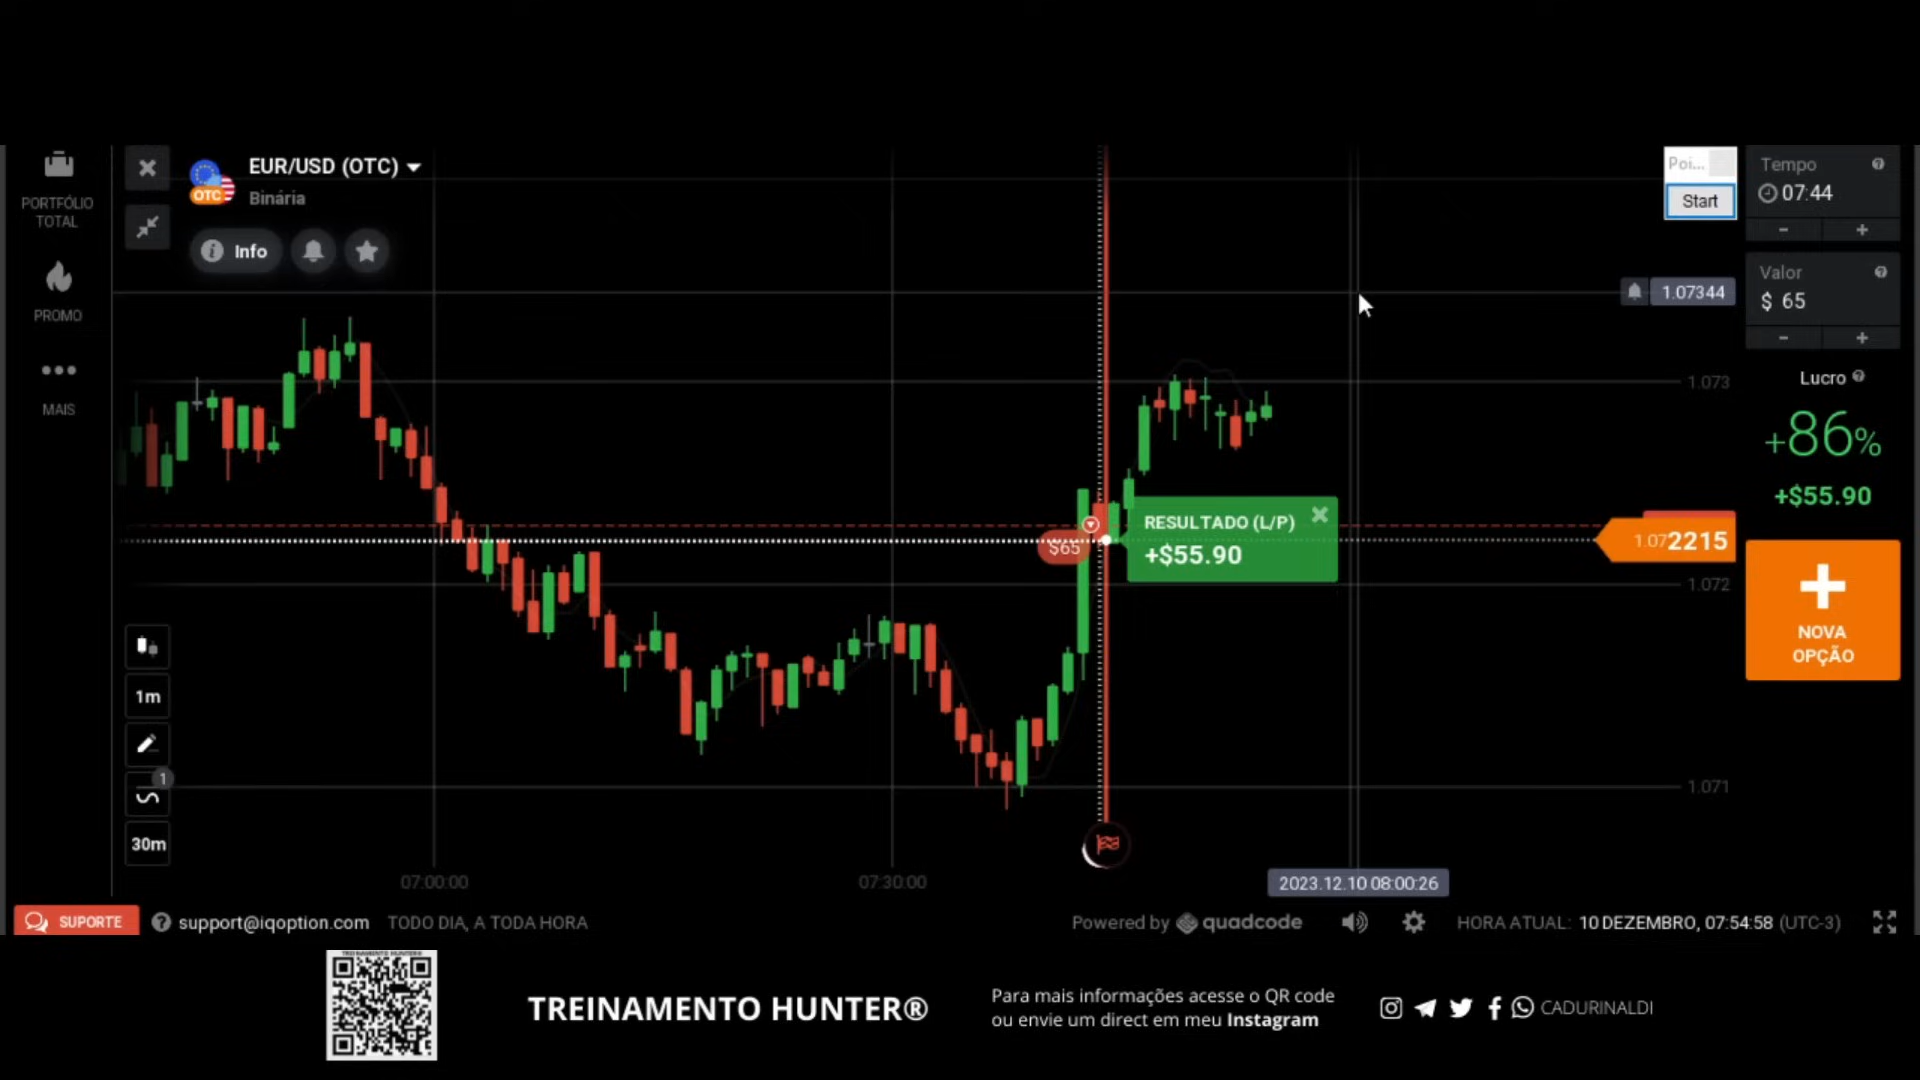 PORTFÓLIO
TOTAL
PROMO
MAIS
EUR/USD (OTC)
OTC
Binária
Info
Poi...
Start
Tempo
07:44
Valor
$ 65
Lucro
+86%
+$55.90
NOVA
OPÇÃO
1.07344
1.073
1.072215
1.072
1.071
$65
RESULTADO (L/P)
+$55.90
1m
1
30m
07:00:00
07:30:00
2023.12.10 08:00:26
SUPORTE
support@iqoption.com
TODO DIA, A TODA HORA
Powered by quadcode
HORA ATUAL: 10 DEZEMBRO, 07:54:58 (UTC-3)
TREINAMENTO HUNTER®
TREINAMENTO HUNTER®
Para mais informações acesse o QR code
ou envie um direct em meu Instagram
CADURINALDI